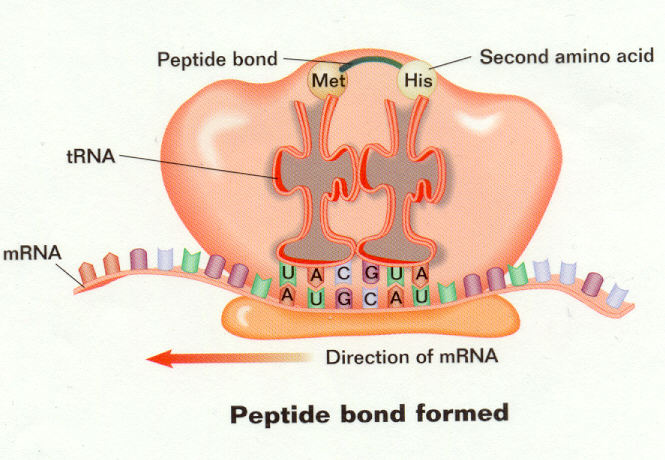 Peptide bond
Second amino acid
Met
His
tRNA
mRNA
U A C G U A
A U G C A U
Direction of mRNA
Peptide bond formed